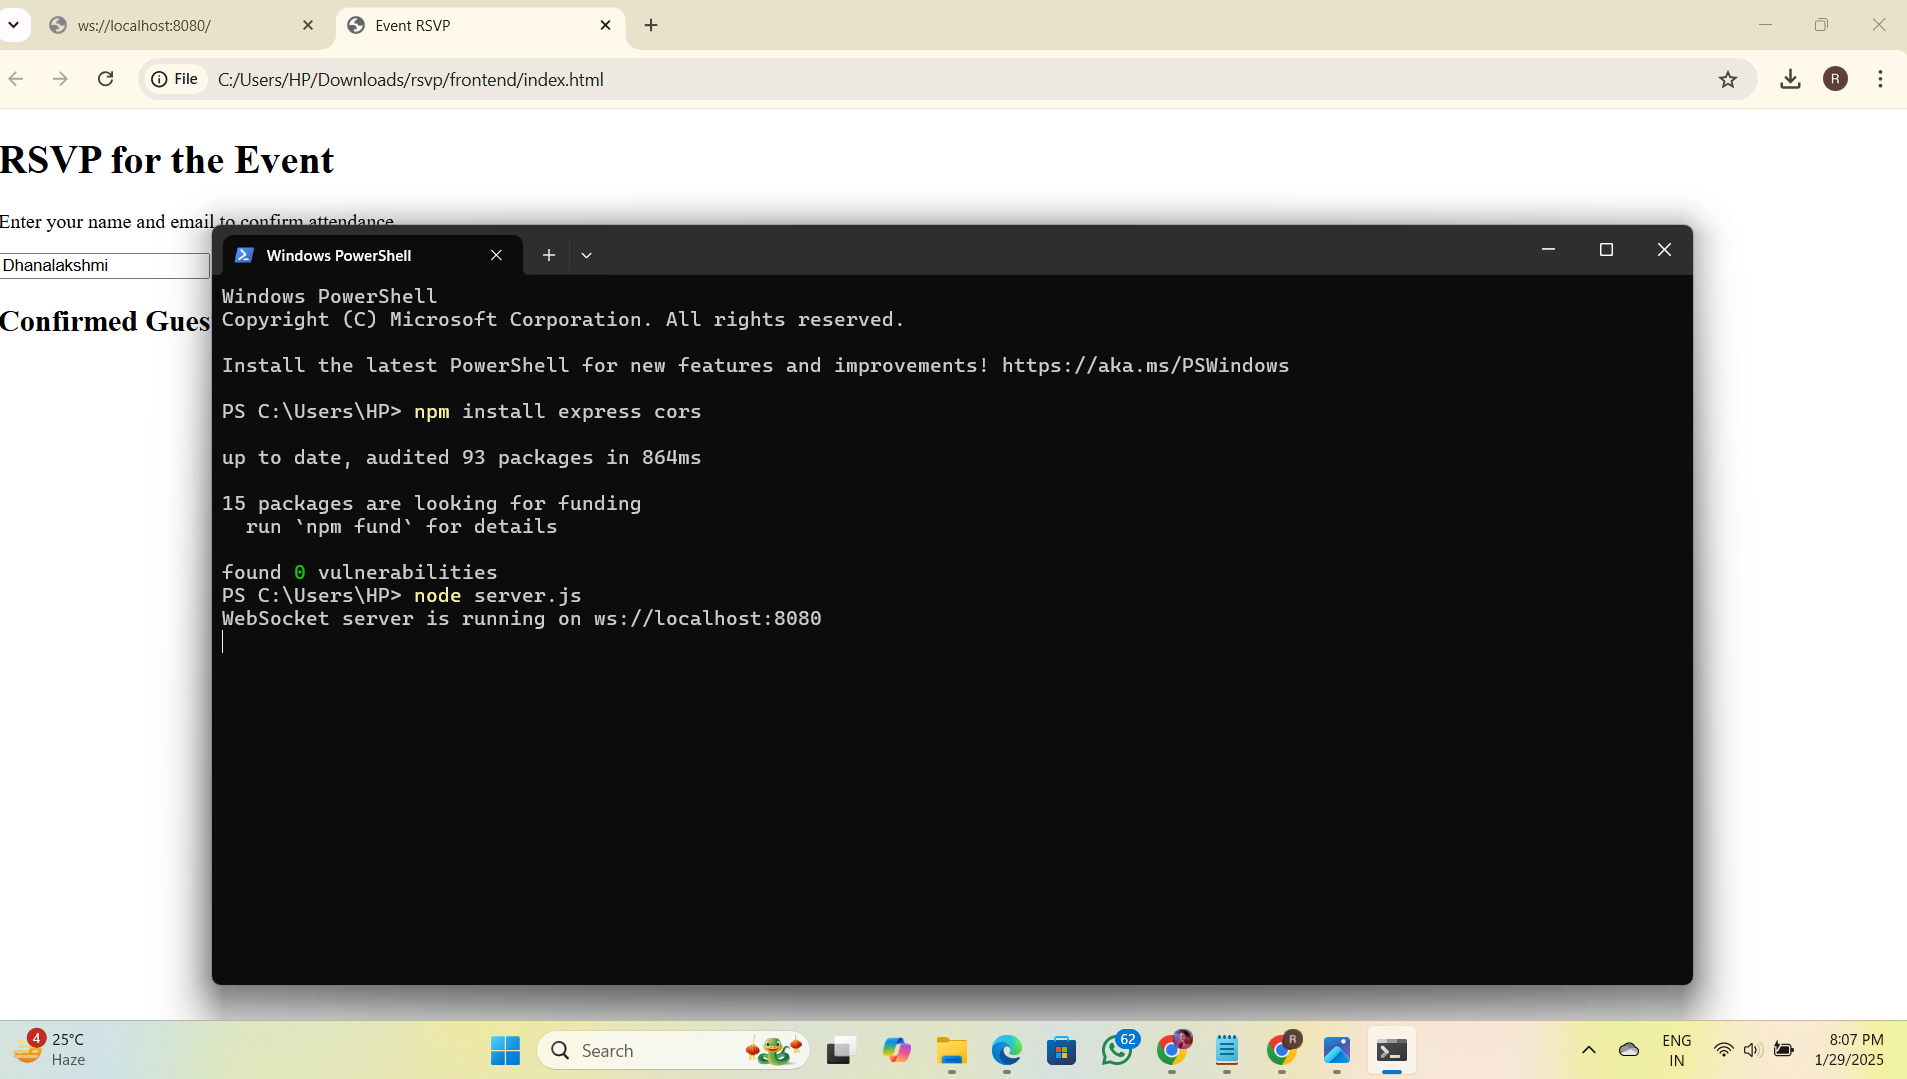 ws://localhost:8080/
Event RSVP
File
C:/Users/HP/Downloads/rsvp/frontend/index.html
R
RSVP for the Event
Enter your name and email to confirm attendance
Dhanalakshmi
Confirmed Gues
Windows PowerShell
Windows PowerShell
Copyright (C) Microsoft Corporation. All rights reserved.
Install the latest PowerShell for new features and improvements! https://aka.ms/PSWindows
PS C:\Users\HP> npm install express cors
up to date, audited 93 packages in 864ms
15 packages are looking for funding
run `npm fund` for details
found 0 vulnerabilities
PS C:\Users\HP> node server.js
WebSocket server is running on ws://localhost:8080
4
25°C
Haze
Search
62
R
ENG
IN
8:07 PM
1/29/2025